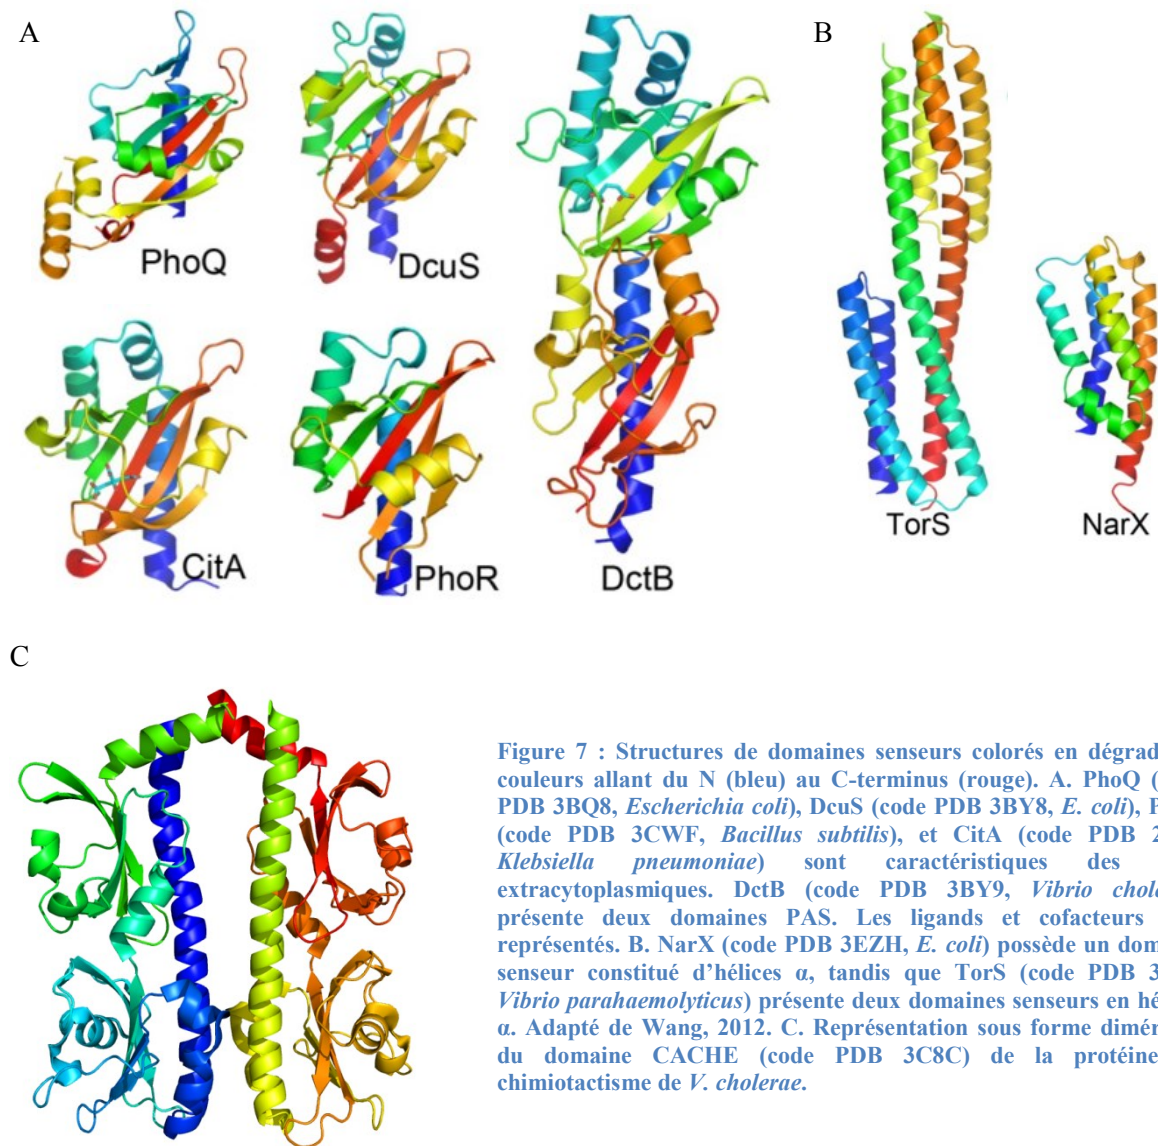 A
B
PhoQ
DcuS
TorS
NarX
CitA
PhoR
DctB
C
Figure 7 : Structures de domaines senseurs colorés en dégrad
couleurs allant du N (bleu) au C-terminus (rouge). A. PhoQ (
PDB 3BQ8, Escherichia coli), DcuS (code PDB 3BY8, E. coli), P
(code PDB 3CWF, Bacillus subtilis), et CitA (code PDB 2
Klebsiella pneumoniae) sont caractéristiques des
extracytoplasmiques. DctB (code PDB 3BY9, Vibrio chol
présente deux domaines PAS. Les ligands et cofacteurs
représentés. B. NarX (code PDB 3EZH, E. coli) possède un dom
senseur constitué d’hélices α, tandis que TorS (code PDB 3
Vibrio parahaemolyticus) présente deux domaines senseurs en hé
α. Adapté de Wang, 2012. C. Représentation sous forme dimér
du domaine CACHE (code PDB 3C8C) de la protéine
chimiotactisme de V. cholerae.